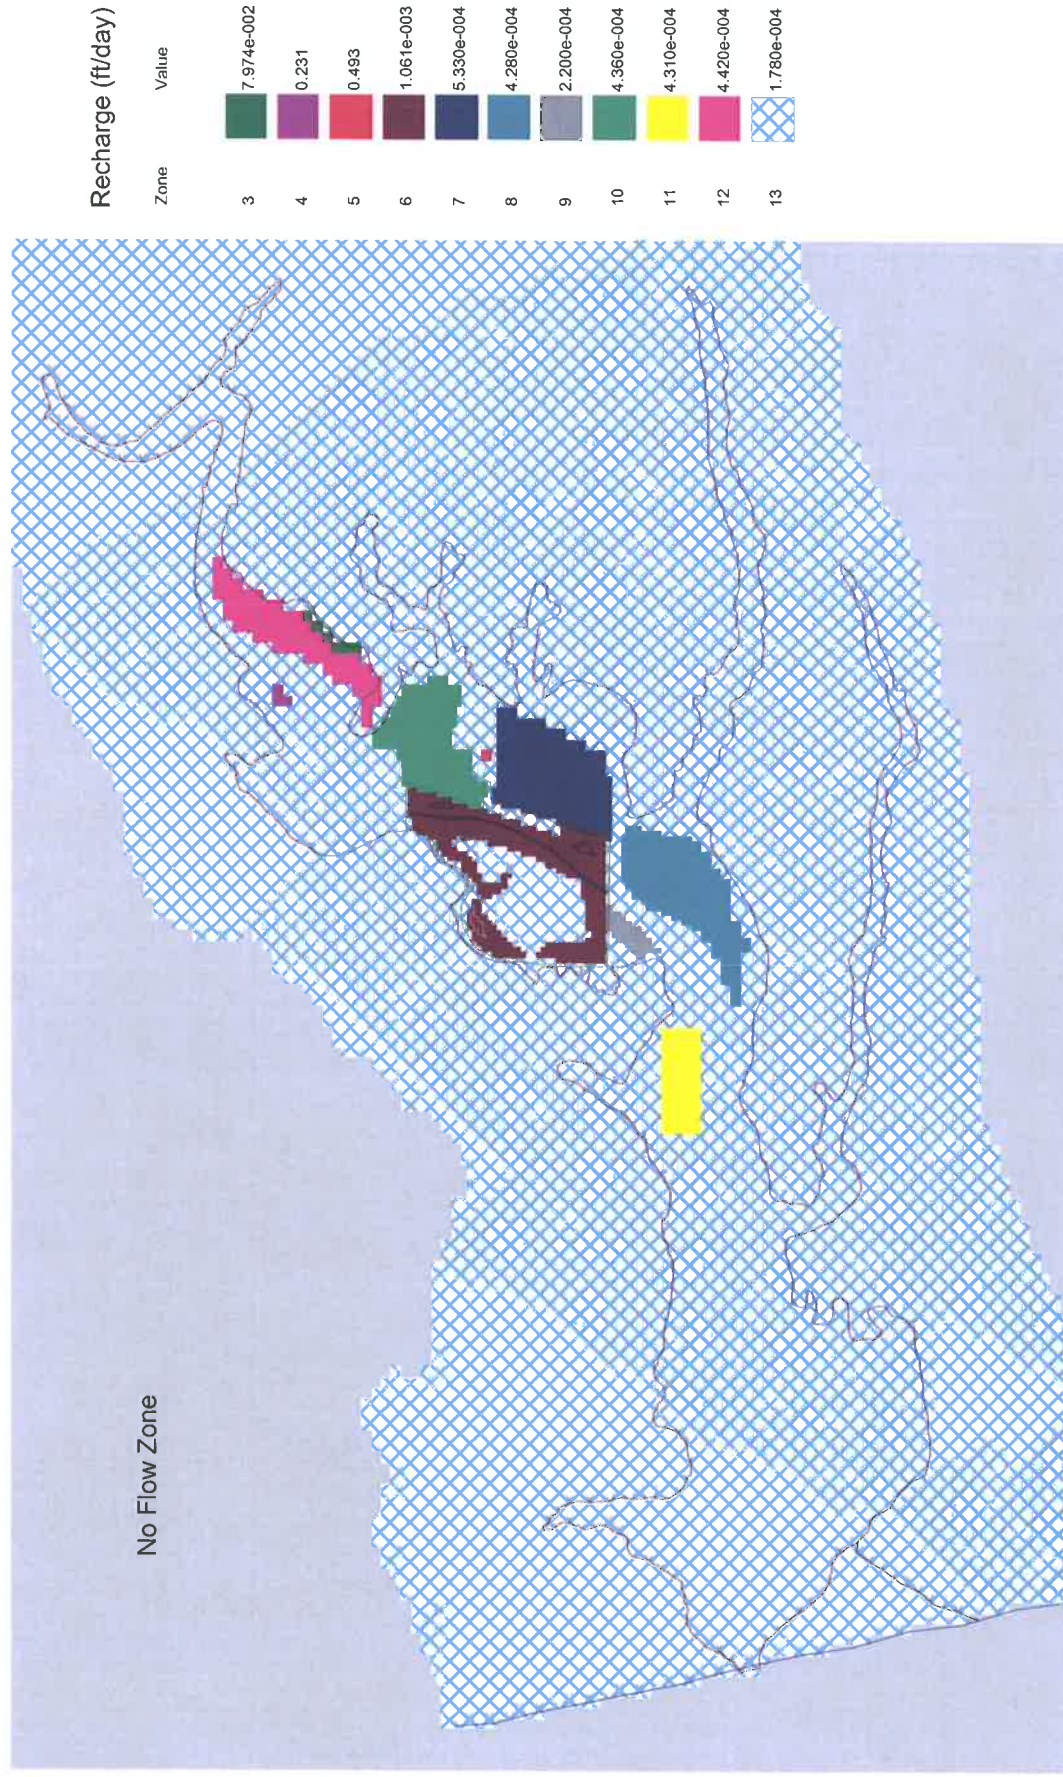 Recharge (ft/day)
Zone Value
3 7.974e-002
4 0.231
5 0.493
6 1.061e-003
7 5.330e-004
8 4.280e-004
9 2.200e-004
10 4.360e-004
11 4.310e-004
12 4.420e-004
13 1.780e-004
No Flow Zone